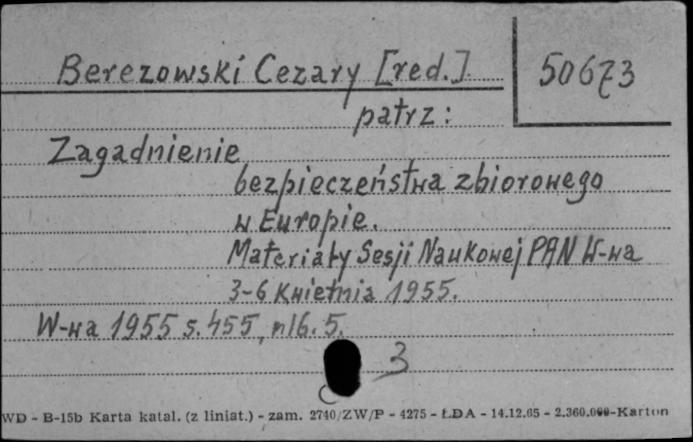 Berezowski Cezary [red.] 50673
patrz:
Zagadnienie
bezpieczeństwa zbiorowego
w Europie.
Materiały Sesji Naukowej PAN W-wa
3-6 Kwietnia 1955.
W-wa 1955 s. 455, nlb. 5.
3
WD - B-15b Karta katal. (z liniat.) - zam. 2740/ZW/P - 4275 - ŁDA - 14.12.65 - 2.360.000-Karton